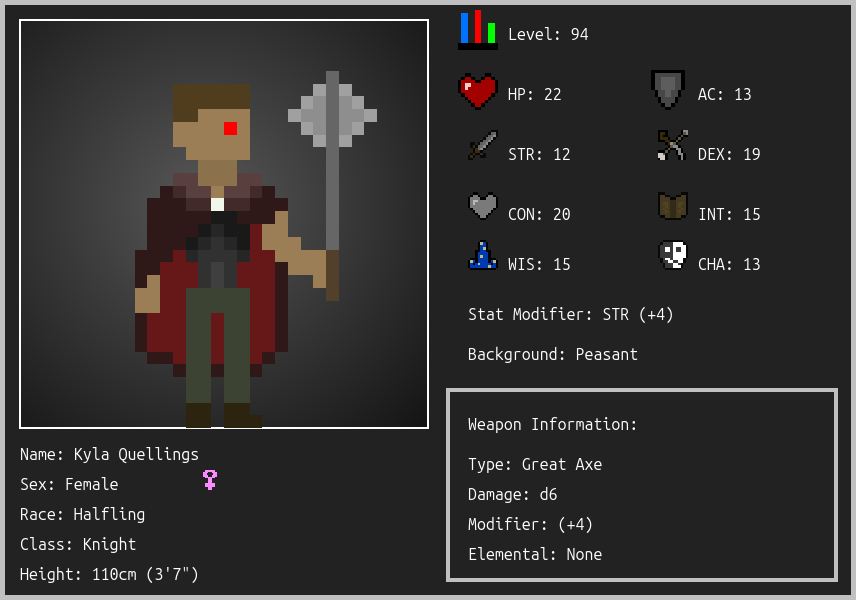 Level: 94
HP: 22
AC: 13
STR: 12
DEX: 19
CON: 20
INT: 15
WIS: 15
CHA: 13
Stat Modifier: STR (+4)
Background: Peasant
Weapon Information:
Type: Great Axe
Damage: d6
Modifier: (+4)
Elemental: None
Name: Kyla Quellings
Sex: Female
Race: Halfling
Class: Knight
Height: 110cm (3'7")